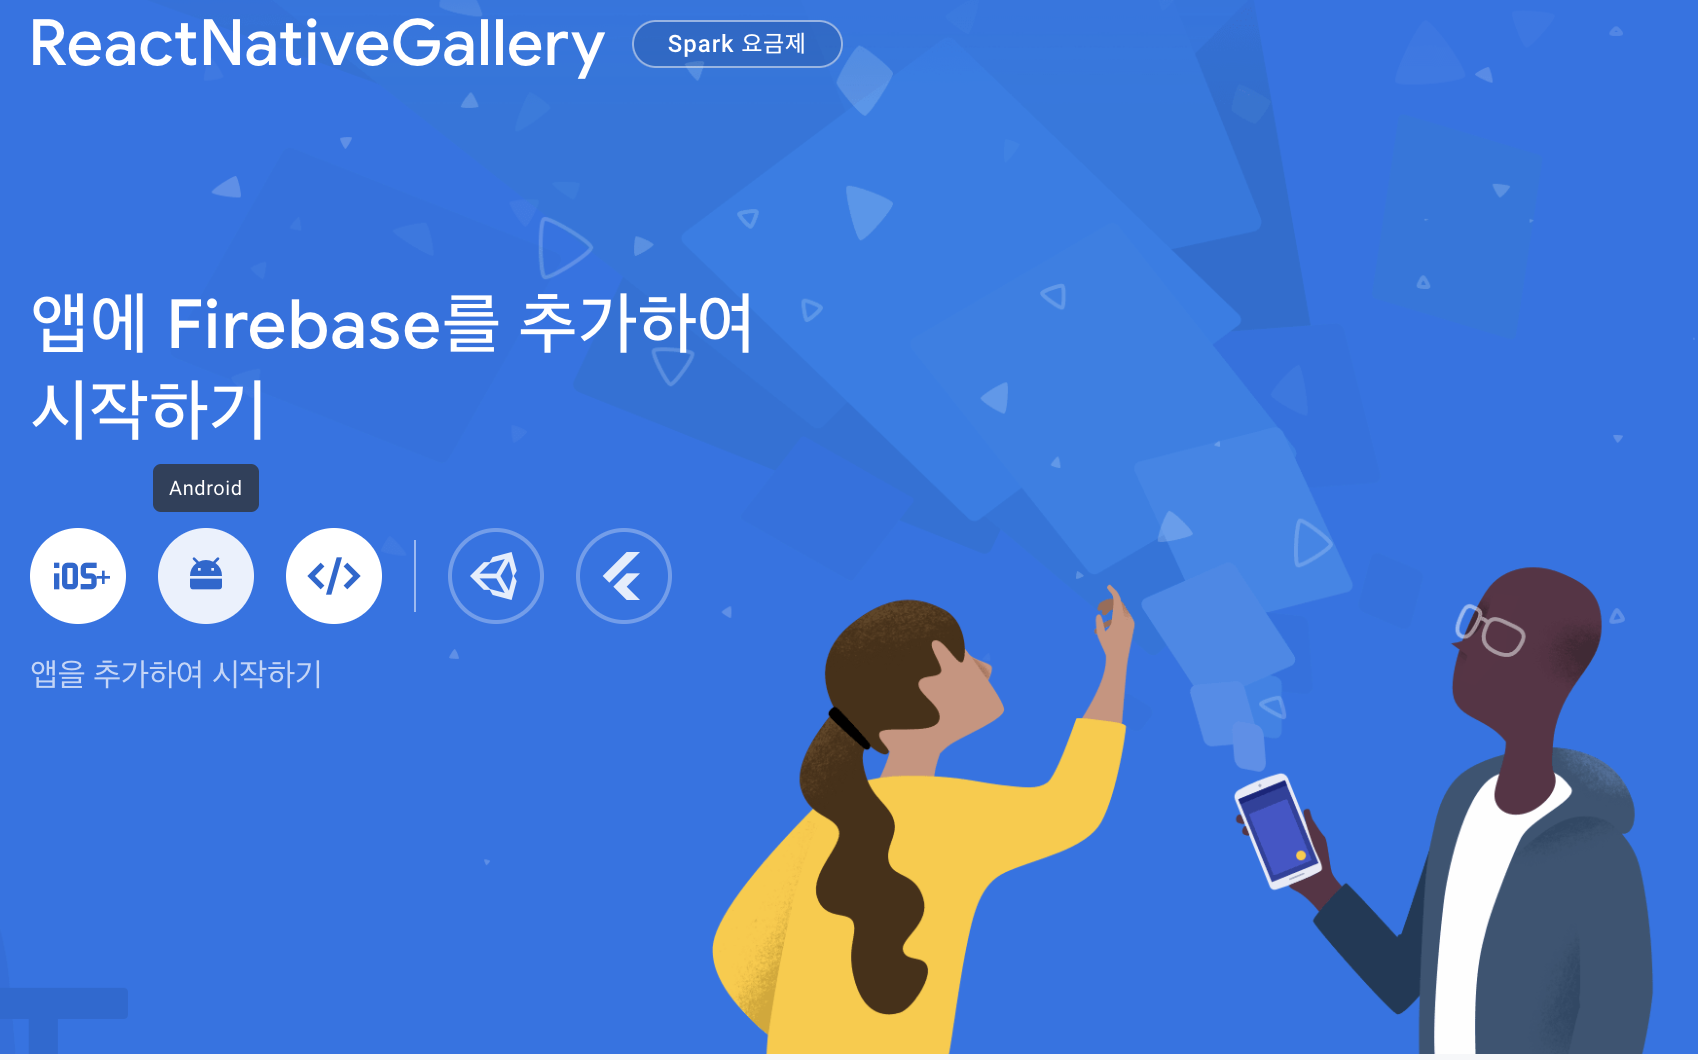 ReactNativeGallery
Spark 요금제
앱에 Firebase를 추가하여
시작하기
Android
iOS+
앱을 추가하여 시작하기